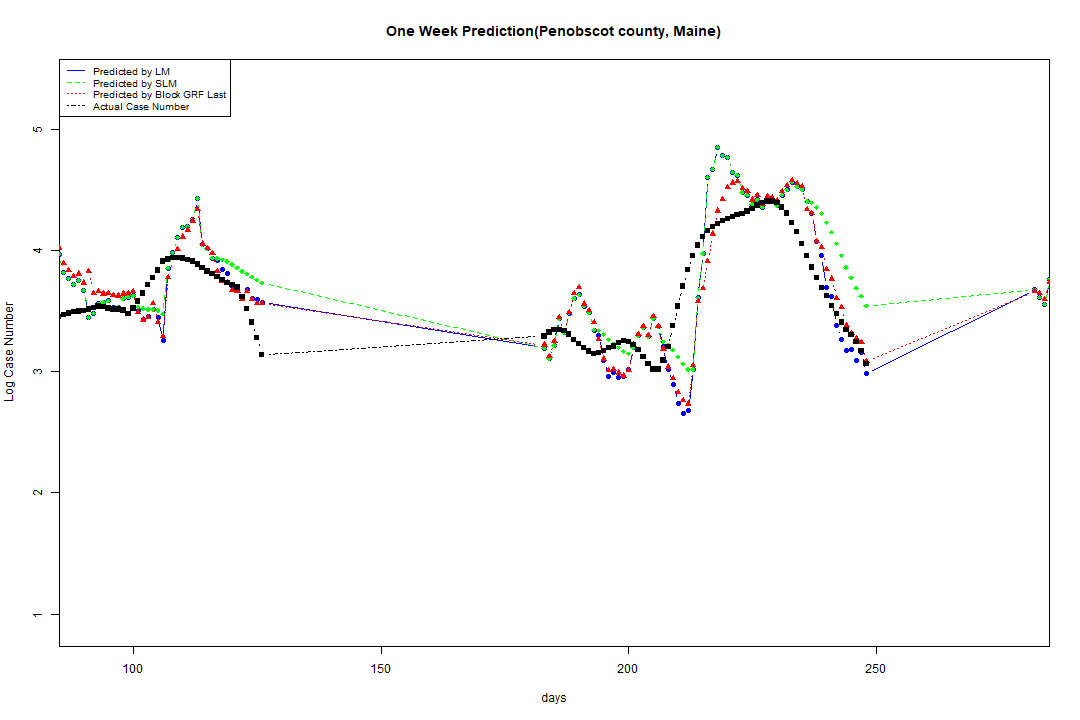 One Week Prediction(Penobscot county, Maine)
Predicted by LM
Predicted by SLM
Predicted by Block GRF Last
Actual Case Number
5
4
3
2
1
Log Case Number
100 150 200 250
days